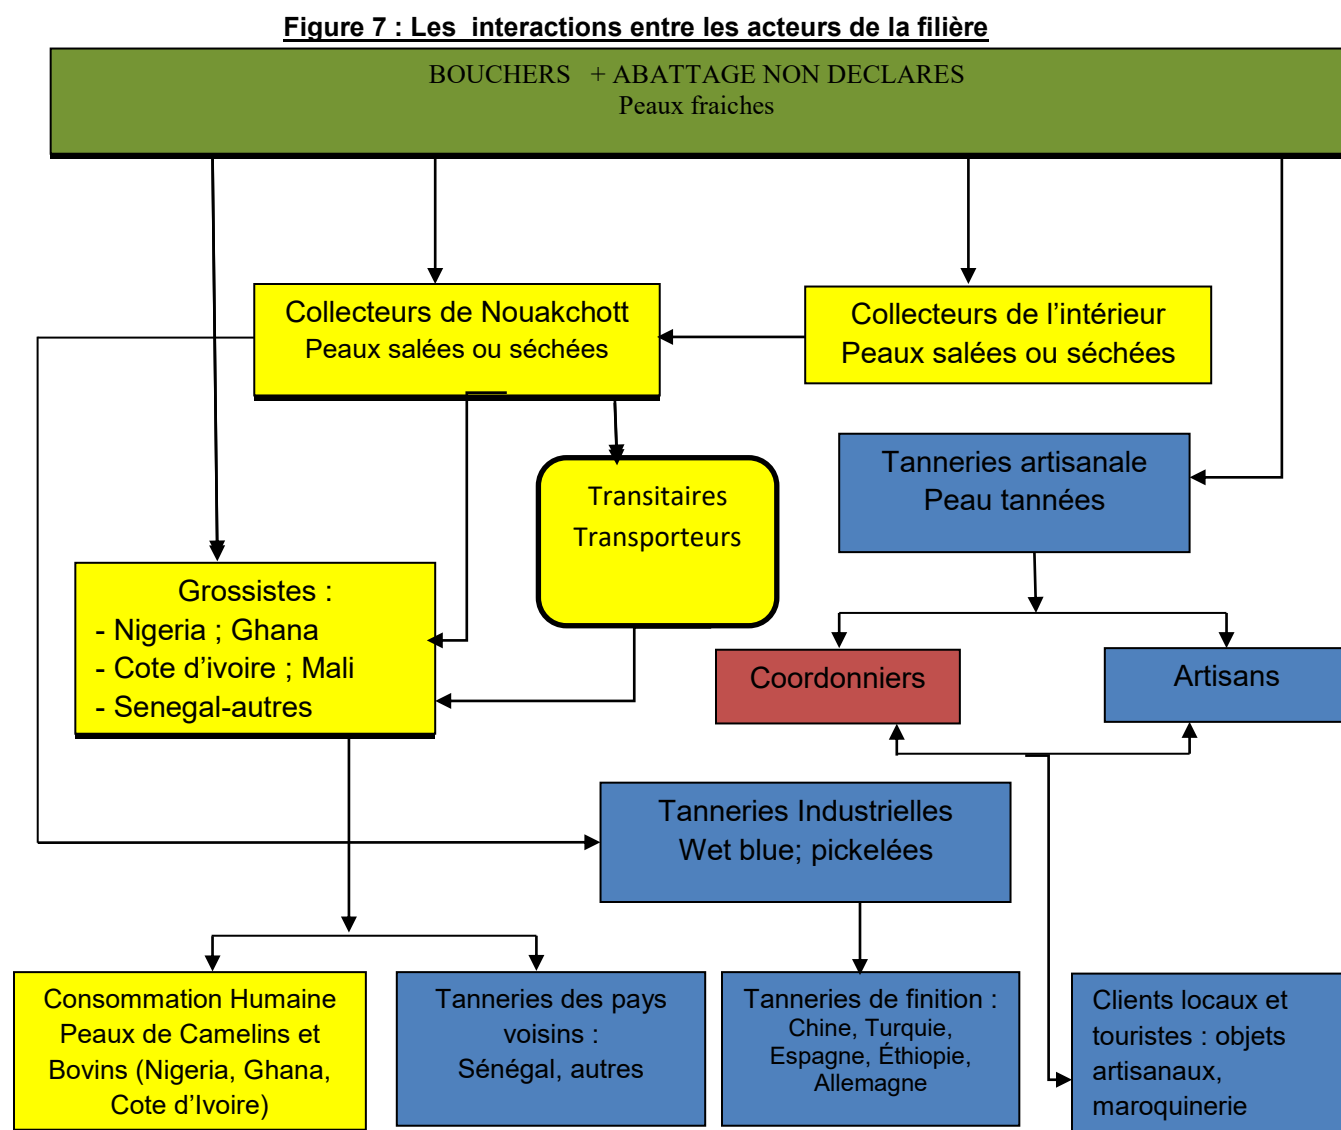 Figure 7 : Les interactions entre les acteurs de la filière
BOUCHERS + ABATTAGE NON DECLARES
Peaux fraiches
Collecteurs de Nouakchott
Peaux salées ou séchées
Collecteurs de l’intérieur
Peaux salées ou séchées
Tanneries artisanale
Peau tannées
Transitaires
Transporteurs
Grossistes :
- Nigeria ; Ghana
- Cote d’ivoire ; Mali
- Senegal-autres
Coordonniers
Artisans
Tanneries Industrielles
Wet blue; pickelées
Consommation Humaine
Peaux de Camelins et
Bovins (Nigeria, Ghana,
Cote d’Ivoire)
Tanneries des pays
voisins :
Sénégal, autres
Tanneries de finition :
Chine, Turquie,
Espagne, Éthiopie,
Allemagne
Clients locaux et
touristes : objets
artisanaux,
maroquinerie